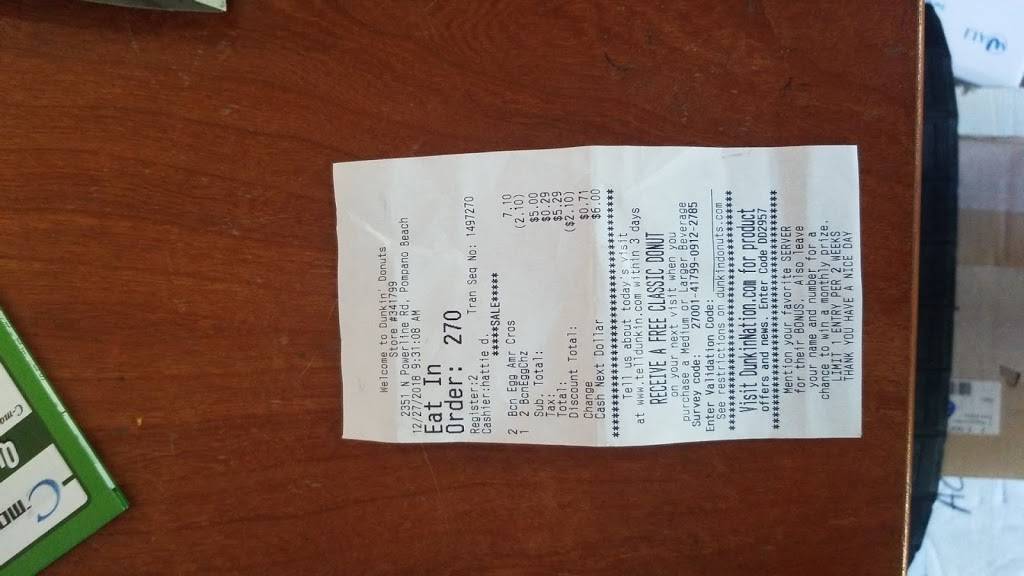 Welcome to Dunkin' Donuts
Store #341799
2351 N Powerline Rd, Pompano Beach
12/27/2018 9:31:08 AM
Eat In
Order: 270
Register:2 Tran Seq No: 1497270
Cashier:hattie d.
*****SALE*****
2 Bcn Egg Amr Cros 7.10
1 2 BcnEggChz (2.10)
Sub. Total: $5.00
Tax: $0.29
Total: $5.29
Discount Total: ($2.10)
Change $0.71
Cash Next Dollar $6.00
Tell us about today's visit
at www.telldunkin.com within 3 days
RECEIVE A FREE CLASSIC DONUT
on your next visit when you
purchase a Medium or Larger Beverage
Survey code: 27001-41799-0912-2785
Enter Validation Code:
See restrictions on dunkindonuts.com
Visit DunkinNation.com for product
offers and news. Enter Code DD2957
Mention your favorite SERVER
for their BONUS. Also leave
your name and number for a
chance to win a monthly prize.
LIMIT 1 ENTRY PER 2 WEEKS
THANK YOU HAVE A NICE DAY
WALL